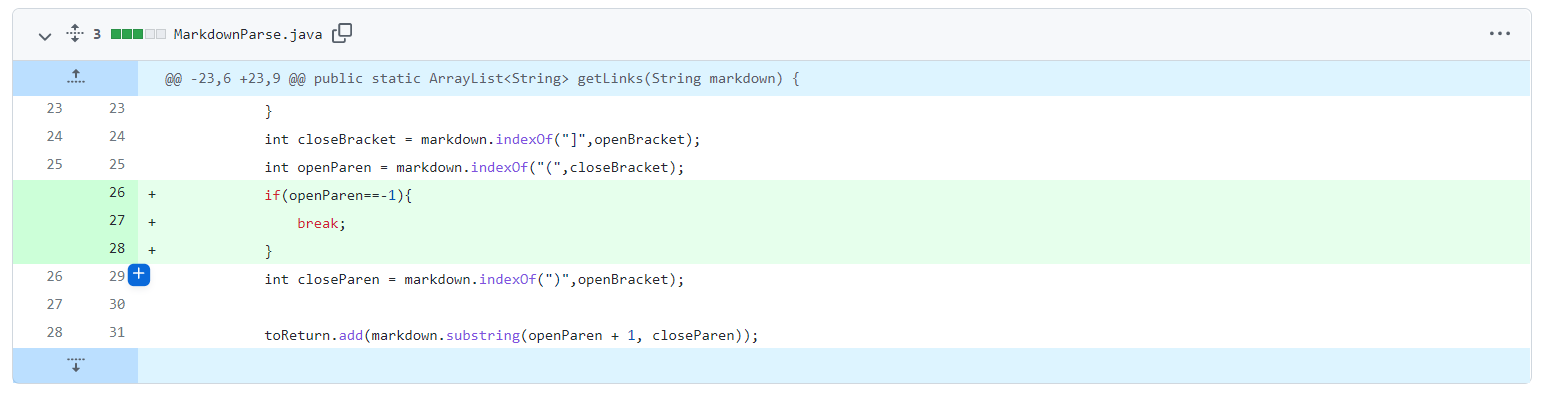 3 MarkdownParse.java
@@ -23,6 +23,9 @@ public static ArrayList<String> getLinks(String markdown) {
23 23 }
24 24 int closeBracket = markdown.indexOf("]",openBracket);
25 25 int openParen = markdown.indexOf("(",closeBracket);
26 + if(openParen==-1){
27 + break;
28 + }
26 29 int closeParen = markdown.indexOf(")",openBracket);
27 30
28 31 toReturn.add(markdown.substring(openParen + 1, closeParen));